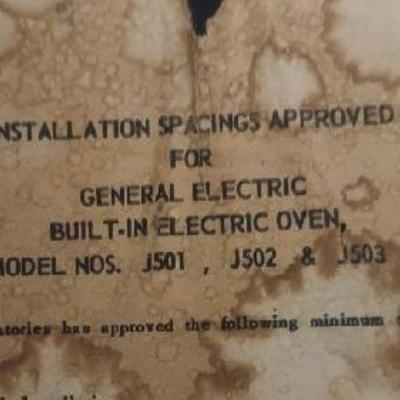 NSTALLATION SPACINGS APPROVED
FOR
GENERAL ELECTRIC
BUILT-IN ELECTRIC OVEN,
MODEL NOS. J501 , J502 & J503
atories has approved the following minimum